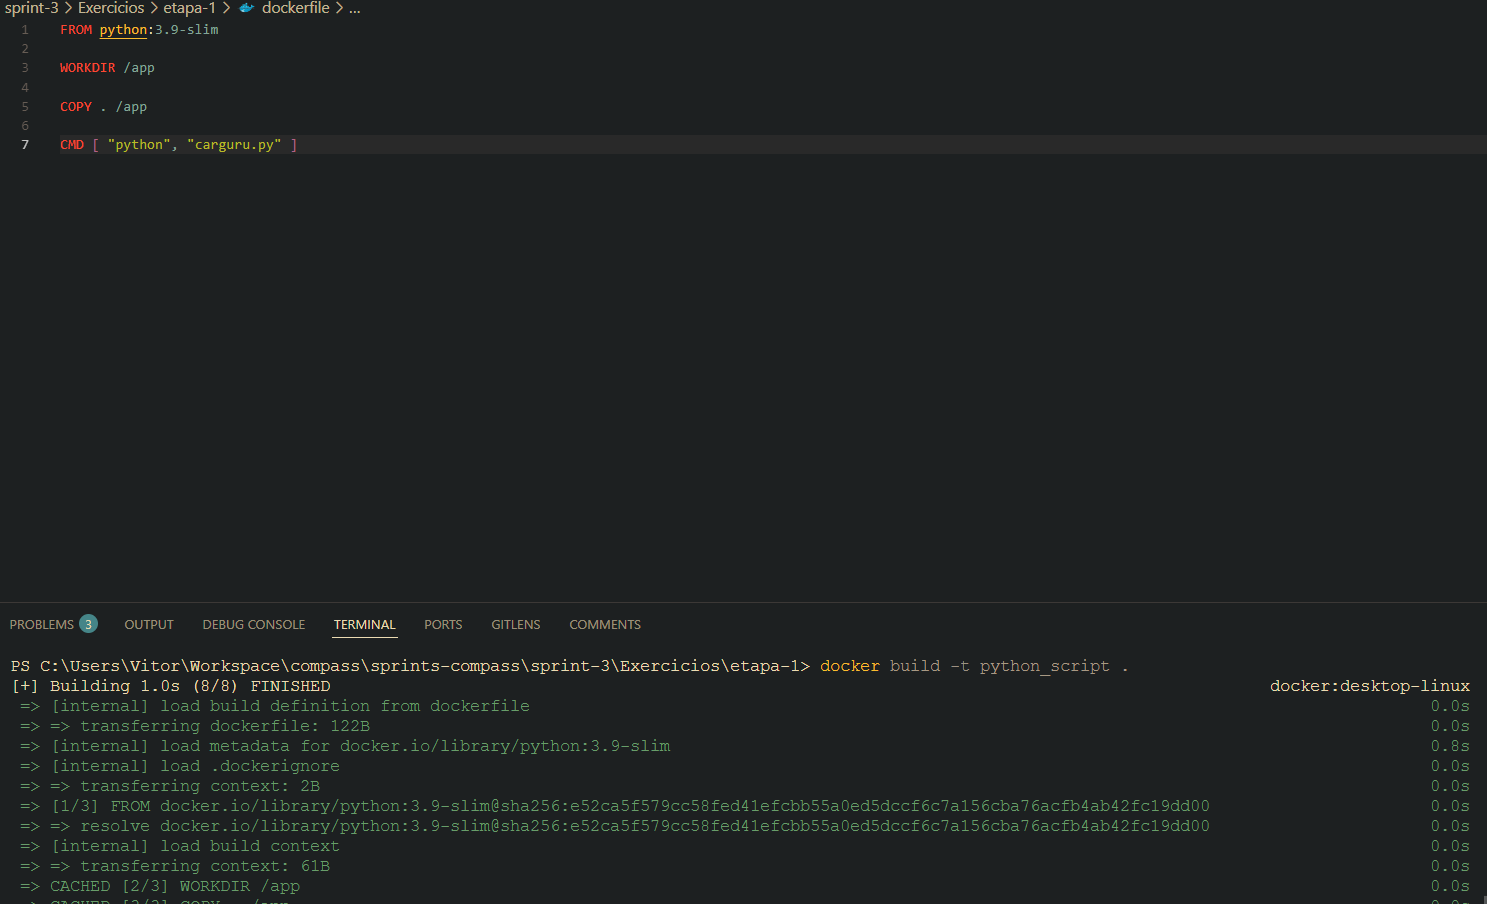 sprint-3 > Exercicios > etapa-1 > dockerfile > ...
1 FROM python:3.9-slim
2
3 WORKDIR /app
4
5 COPY . /app
6
7 CMD [ "python", "carguru.py" ]
PROBLEMS 3 OUTPUT DEBUG CONSOLE TERMINAL PORTS GITLENS COMMENTS
PS C:\Users\Vitor\Workspace\compass\sprints-compass\sprint-3\Exercicios\etapa-1> docker build -t python_script .
[+] Building 1.0s (8/8) FINISHED docker:desktop-linux
=> [internal] load build definition from dockerfile 0.0s
=> => transferring dockerfile: 122B 0.0s
=> [internal] load metadata for docker.io/library/python:3.9-slim 0.8s
=> [internal] load .dockerignore 0.0s
=> => transferring context: 2B 0.0s
=> [1/3] FROM docker.io/library/python:3.9-slim@sha256:e52ca5f579cc58fed41efcbb55a0ed5dccf6c7a156cba76acfb4ab42fc19dd00 0.0s
=> => resolve docker.io/library/python:3.9-slim@sha256:e52ca5f579cc58fed41efcbb55a0ed5dccf6c7a156cba76acfb4ab42fc19dd00 0.0s
=> [internal] load build context 0.0s
=> => transferring context: 61B 0.0s
=> CACHED [2/3] WORKDIR /app 0.0s